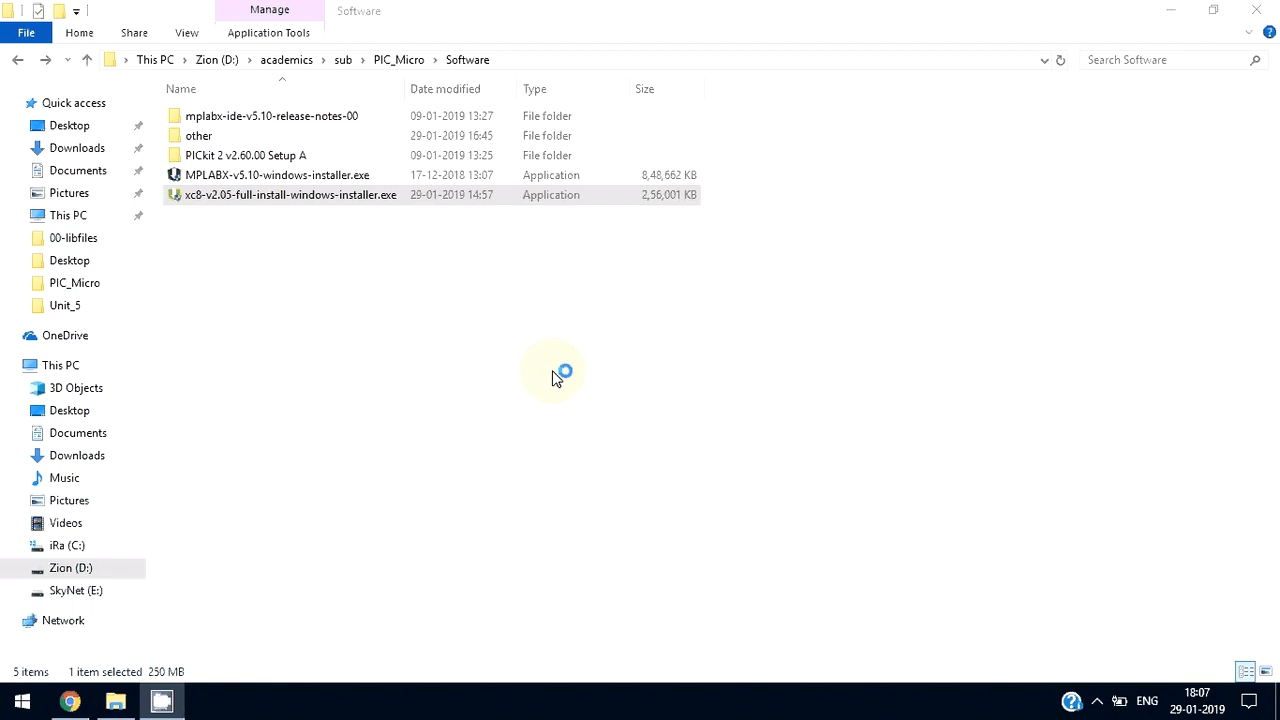 Manage
Software
File Home Share View Application Tools
This PC Zion (D:) academics sub PIC_Micro Software
Search Software
Name Date modified Type Size
mplabx-ide-v5.10-release-notes-00 09-01-2019 13:27 File folder
other 29-01-2019 16:45 File folder
PICkit 2 v2.60.00 Setup A 09-01-2019 13:25 File folder
MPLABX-v5.10-windows-installer.exe 17-12-2018 13:07 Application 8,48,662 KB
xc8-v2.05-full-install-windows-installer.exe 29-01-2019 14:57 Application 2,56,001 KB
Quick access
Desktop
Downloads
Documents
Pictures
This PC
00-libfiles
Desktop
PIC_Micro
Unit_5
OneDrive
This PC
3D Objects
Desktop
Documents
Downloads
Music
Pictures
Videos
iRa (C:)
Zion (D:)
SkyNet (E:)
Network
5 items 1 item selected 250 MB
ENG
18:07
29-01-2019